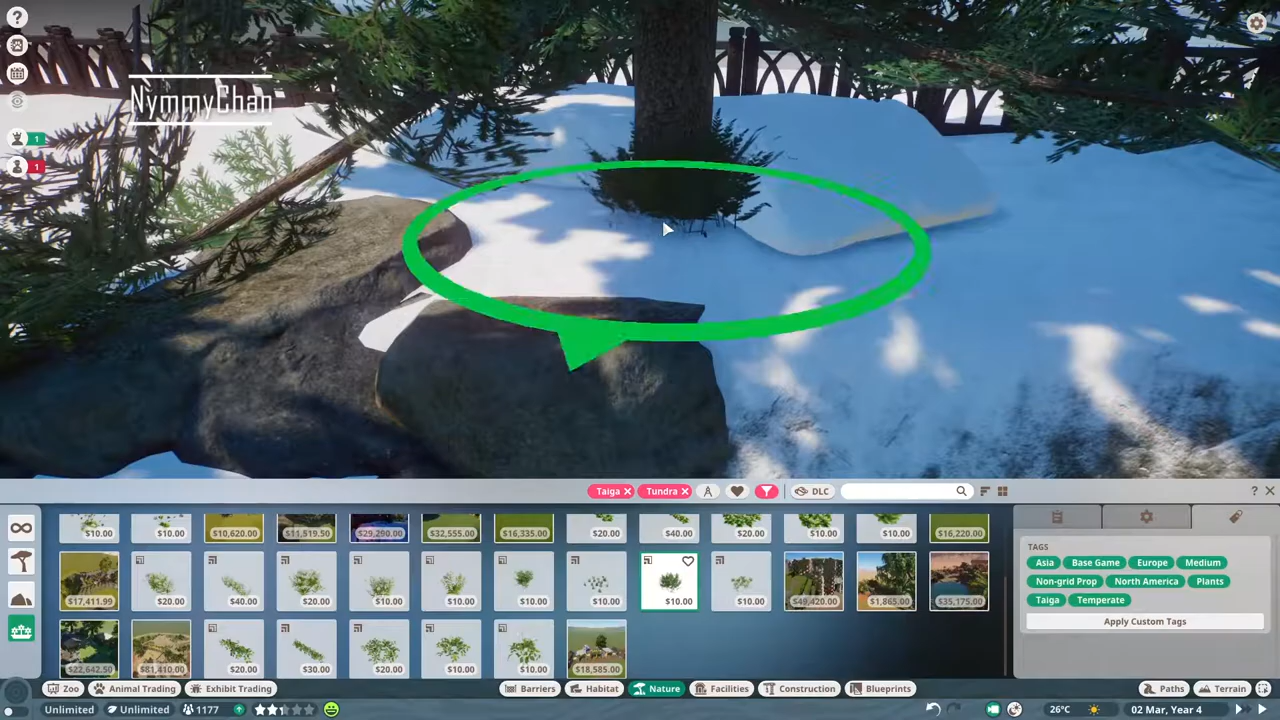 ?
NymmyChan
1
1
Taiga ×
Tundra ×
DLC
? ×
$10.00
$10.00
$10,620.00
$11,519.50
$29,290.00
$32,555.00
$16,335.00
$20.00
$40.00
$20.00
$10.00
$10.00
$16,220.00
$17,411.99
$20.00
$40.00
$20.00
$10.00
$10.00
$10.00
$10.00
$10.00
$10.00
$49,420.00
$1,865.00
$35,175.00
$22,642.50
$81,410.00
$20.00
$30.00
$20.00
$10.00
$10.00
$18,585.00
TAGS
Asia
Base Game
Europe
Medium
Non-grid Prop
North America
Plants
Taiga
Temperate
Apply Custom Tags
Zoo
Animal Trading
Exhibit Trading
Barriers
Habitat
Nature
Facilities
Construction
Blueprints
Paths
Terrain
Unlimited
Unlimited
1177
26°C
02 Mar, Year 4